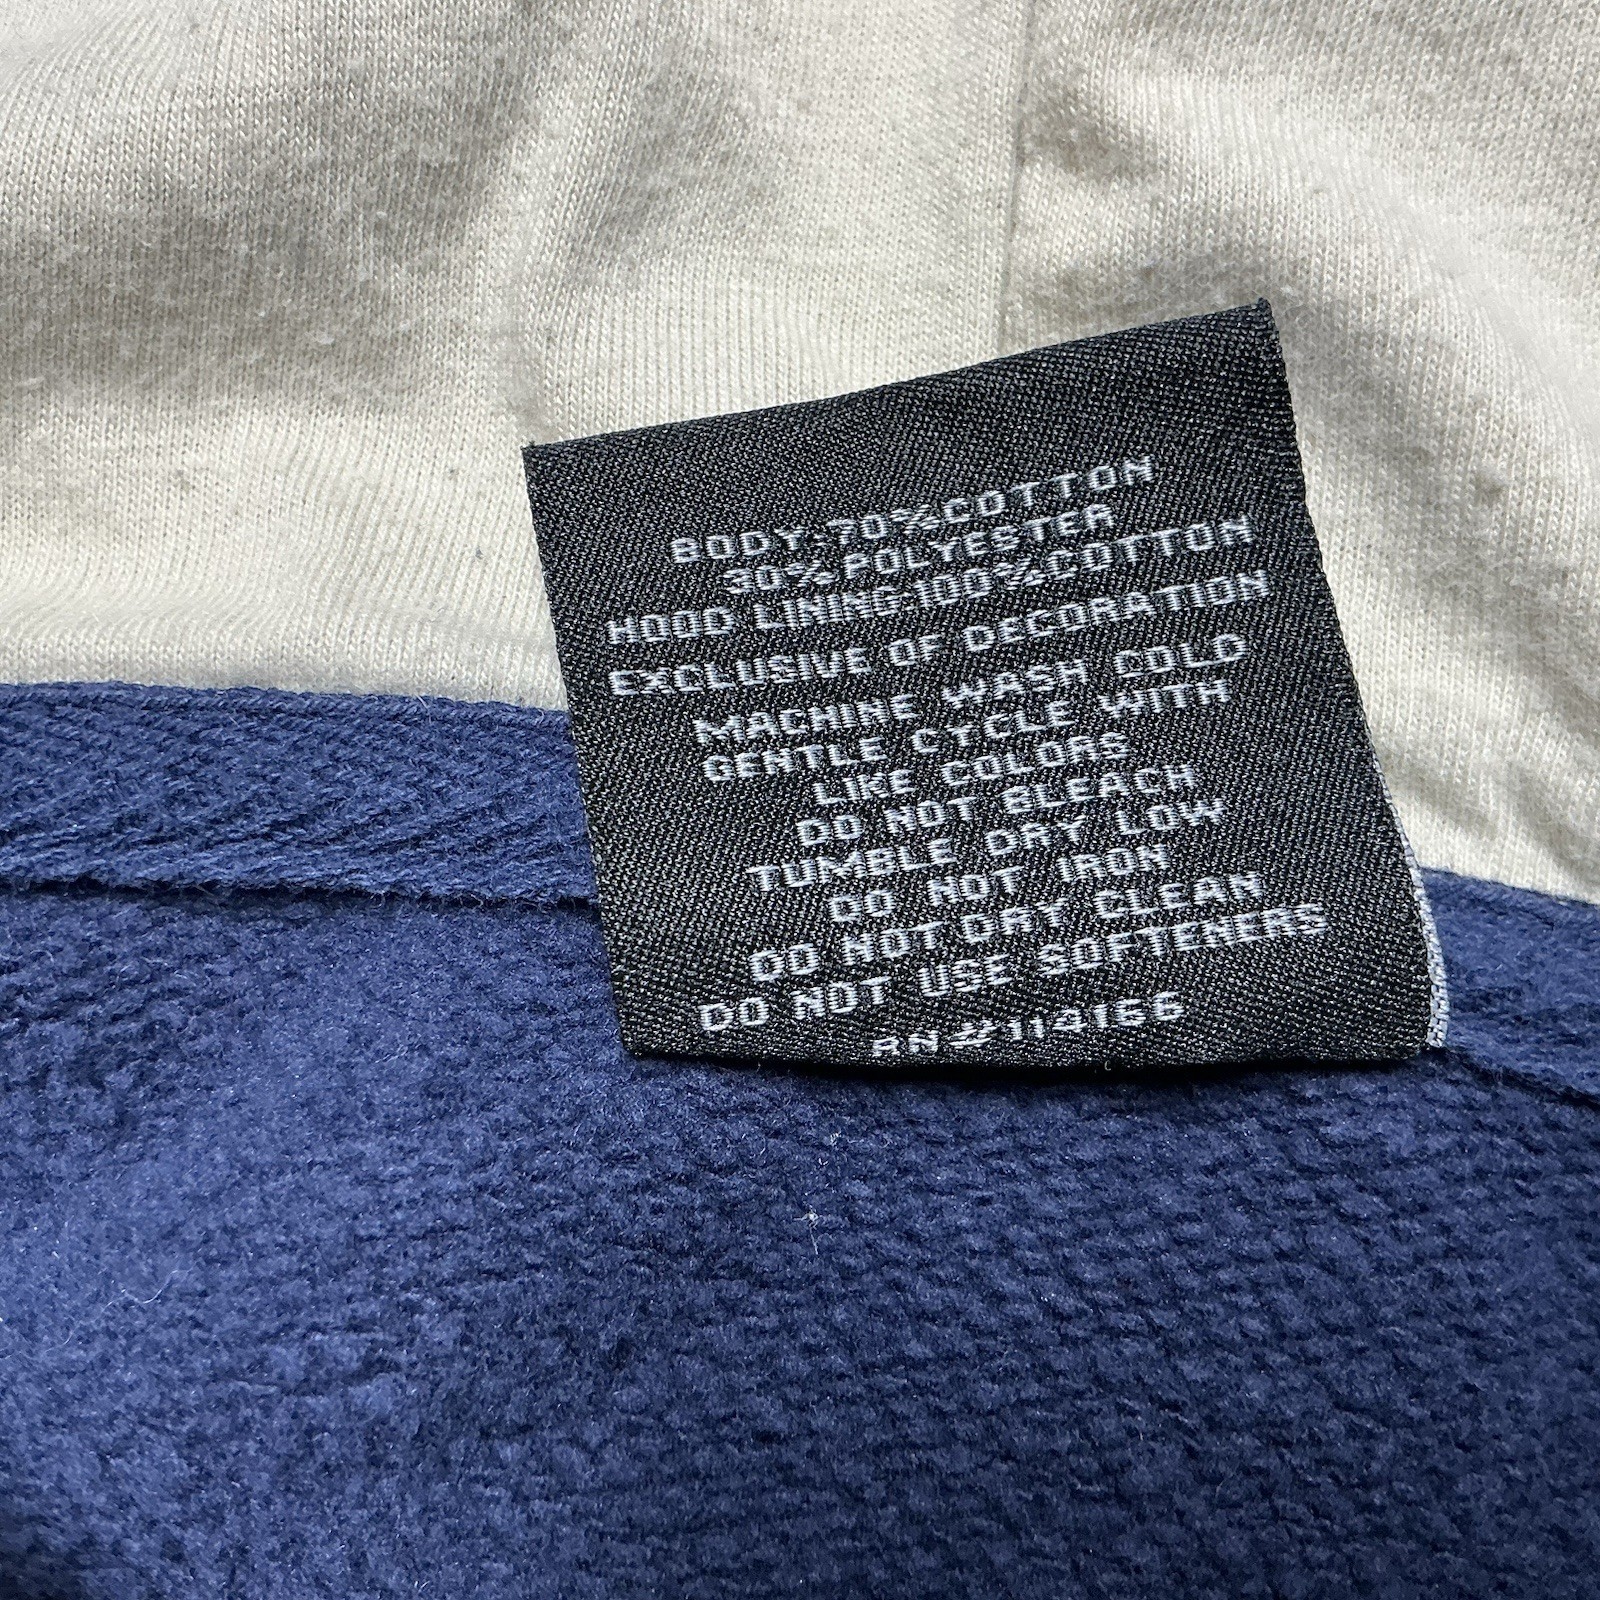 BODY:70%COTTON
30%POLYESTER
HOOD LINING:100%COTTON
EXCLUSIVE OF DECORATION
MACHINE WASH COLD
GENTLE CYCLE WITH
LIKE COLORS
DO NOT BLEACH
TUMBLE DRY LOW
DO NOT IRON
DO NOT DRY CLEAN
DO NOT USE SOFTENERS
RN#114166